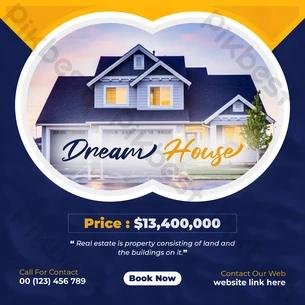 Dream House
Price : $13,400,000
❝ Real estate is property consisting of land and
the buildings on it.❞
Call For Contact
00 (123) 456 789
Book Now
Contact Our Web
website link here
pikbest